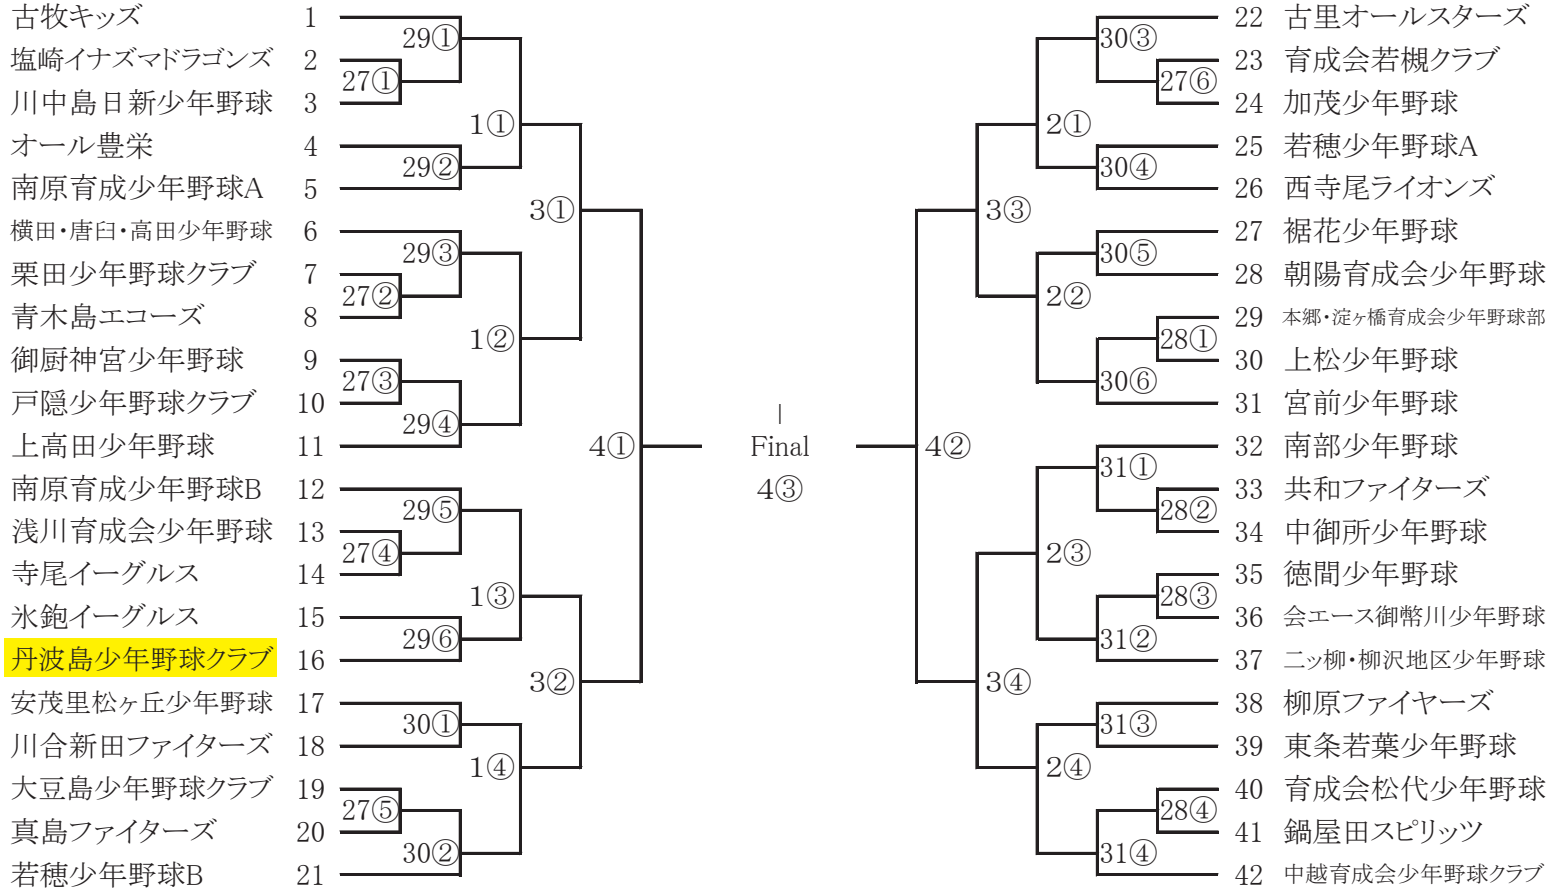 古牧キッズ 1
塩崎イナズマドラゴンズ 2
川中島日新少年野球 3
オール豊栄 4
南原育成少年野球A 5
横田・唐臼・高田少年野球 6
栗田少年野球クラブ 7
青木島エコーズ 8
御厨神宮少年野球 9
戸隠少年野球クラブ 10
上高田少年野球 11
南原育成少年野球B 12
浅川育成会少年野球 13
寺尾イーグルス 14
氷鉋イーグルス 15
丹波島少年野球クラブ 16
安茂里松ヶ丘少年野球 17
川合新田ファイターズ 18
大豆島少年野球クラブ 19
真島ファイターズ 20
若穂少年野球B 21
29①
27①
1①
29②
3①
29③
27②
1②
27③
29④
4①
29⑤
27④
1③
29⑥
3②
30①
1④
27⑤
30②
Final
4③
30③
27⑥
2①
30④
3③
30⑤
2②
28①
30⑥
4②
31①
28②
2③
28③
31②
3④
31③
2④
28④
31④
22 古里オールスターズ
23 育成会若槻クラブ
24 加茂少年野球
25 若穂少年野球A
26 西寺尾ライオンズ
27 裾花少年野球
28 朝陽育成会少年野球
29 本郷・淀ヶ橋育成会少年野球部
30 上松少年野球
31 宮前少年野球
32 南部少年野球
33 共和ファイターズ
34 中御所少年野球
35 徳間少年野球
36 会エース御幣川少年野球
37 二ッ柳・柳沢地区少年野球
38 柳原ファイヤーズ
39 東条若葉少年野球
40 育成会松代少年野球
41 鍋屋田スピリッツ
42 中越育成会少年野球クラブ